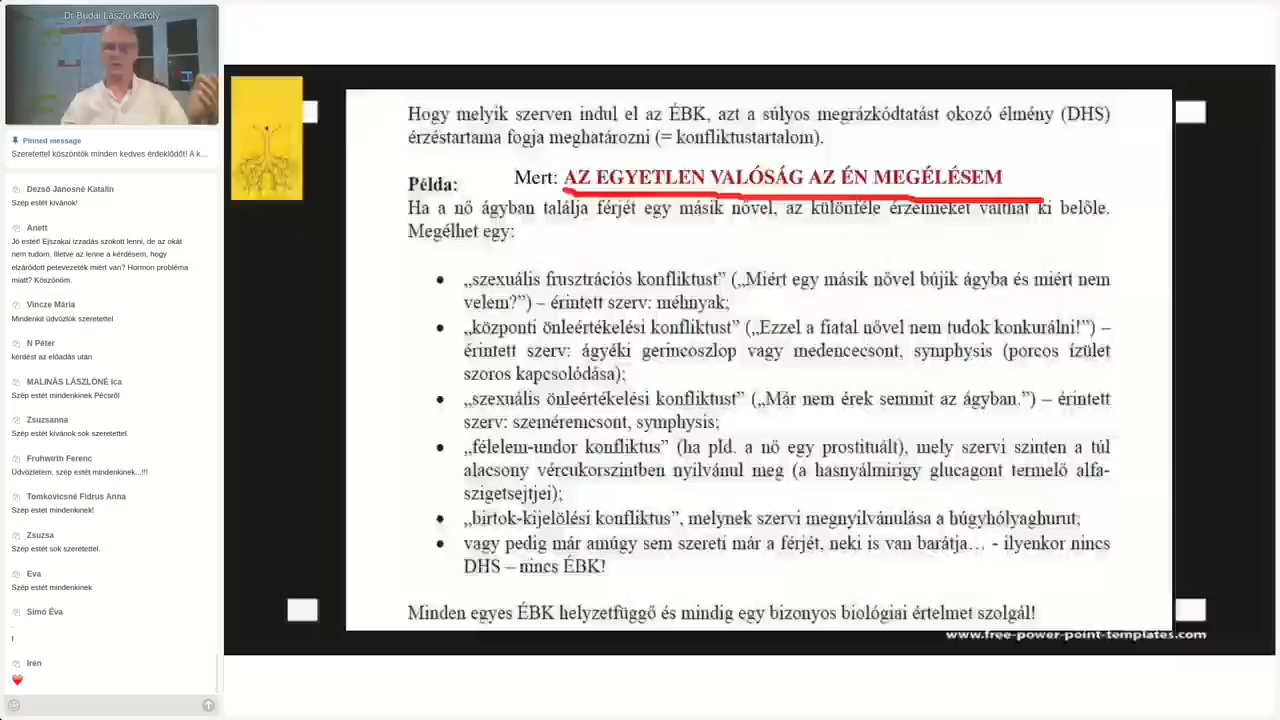 Dr Budai László Károly
Pinned message
Szeretettel köszöntök minden kedves érdeklődőt! A k...
Dezső Jánosné Katalin
Szép estét kivánok!
Anett
Jó estét! Ejszakai izzadás szokott lenni, de az okát
nem tudom. Illetve az lenne a kérdésem, hogy
elzáródott petevezeték miért van? Hormon probléma
miatt? Köszönöm.
Vincze Mária
Mindenkit üdvözlök szeretettel
N Péter
kérdést az előadás után
MALINÁS LÁSZLÓNÉ Ica
Szép estét mindenkinek Pécsről
Zsuzsanna
Szép estét kívánok sok szeretettel.
Fruhwirth Ferenc
Üdvözletem, szép estét mindenkinek...!!!
Tomkovicsné Fidrus Anna
Szép estet mindenkinek!
Zsuzsa
Szép estét sok szeretettel.
Eva
Szép estét mindenkinek
Simó Éva
.
I
Irén
Hogy melyik szerven indul el az ÉBK, azt a súlyos megrázkódtatást okozó élmény (DHS)
érzéstartama fogja meghatározni (= konfliktustartalom).
Mert: AZ EGYETLEN VALÓSÁG AZ ÉN MEGÉLÉSEM
Példa:
Ha a nő ágyban találja férjét egy másik nővel, az különféle érzelmeket válthat ki belőle.
Megélhet egy:
• „szexuális frusztrációs konfliktust” („Miért egy másik nővel bújik ágyba és miért nem
velem?”) – érintett szerv: méhnyak;
• „központi önleértékelési konfliktust” („Ezzel a fiatal nővel nem tudok konkurálni!”) –
érintett szerv: ágyéki gerincoszlop vagy medencecsont, symphysis (porcos ízület
szoros kapcsolódása);
• „szexuális önleértékelési konfliktust” („Már nem érek semmit az ágyban.”) – érintett
szerv: szeméremcsont, symphysis;
• „félelem-undor konfliktus” (ha pld. a nő egy prostituált), mely szervi szinten a túl
alacsony vércukorszintben nyilvánul meg (a hasnyálmirigy glucagont termelő alfa-
szigetsejtjei);
• „birtok-kijelölési konfliktus”, melynek szervi megnyilvánulása a húgyhólyaghurut;
• vagy pedig már amúgy sem szereti már a férjét, neki is van barátja… - ilyenkor nincs
DHS – nincs ÉBK!
Minden egyes ÉBK helyzetfüggő és mindig egy bizonyos biológiai értelmet szolgál!
www.free-power-point-templates.com